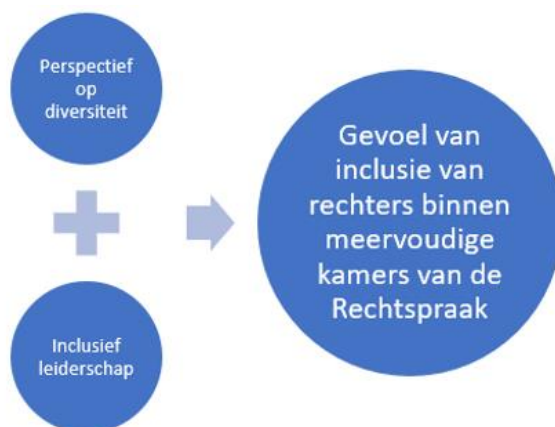 Perspectief
op
diversiteit
Gevoel van
inclusie van
rechters binnen
meervoudige
kamers van de
Rechtspraak
Inclusief
leiderschap